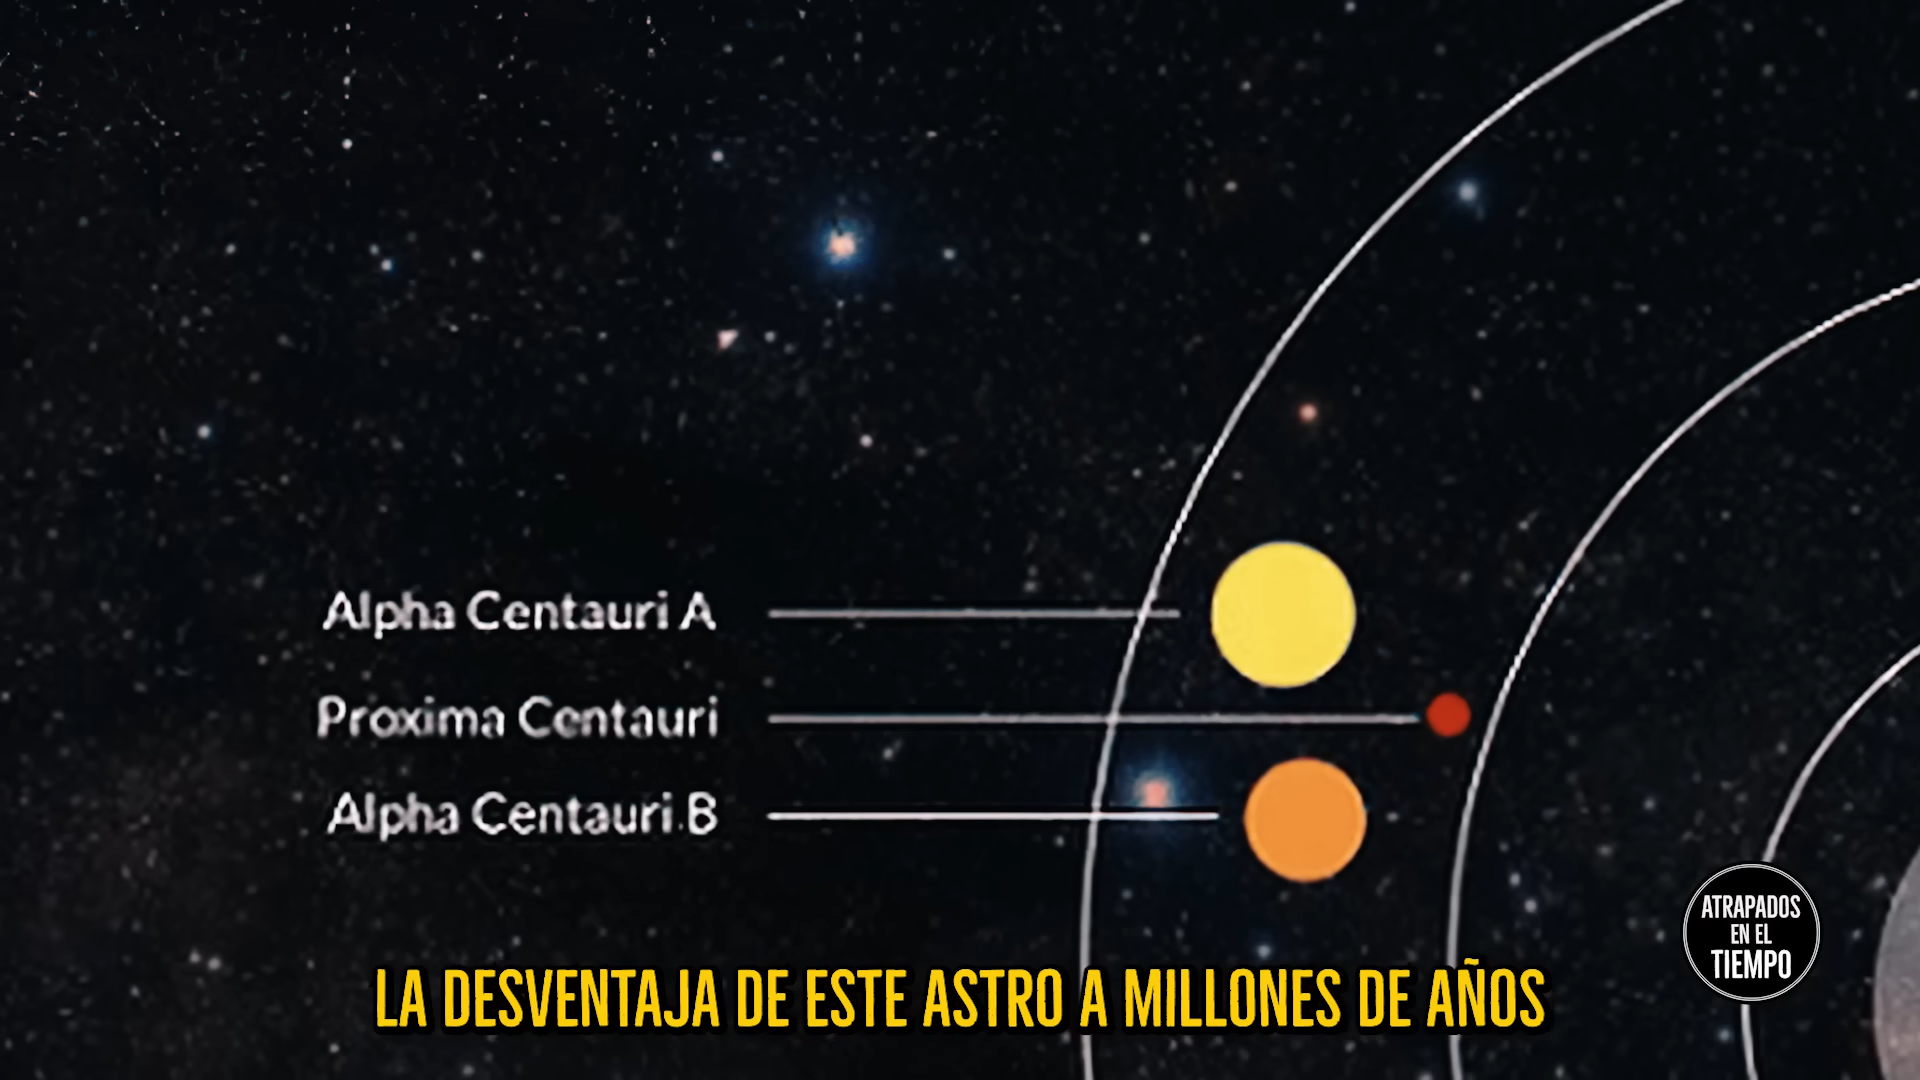 Alpha Centauri A
Proxima Centauri
Alpha Centauri B
ATRAPADOS
EN EL
TIEMPO
LA DESVENTAJA DE ESTE ASTRO A MILLONES DE AÑOS